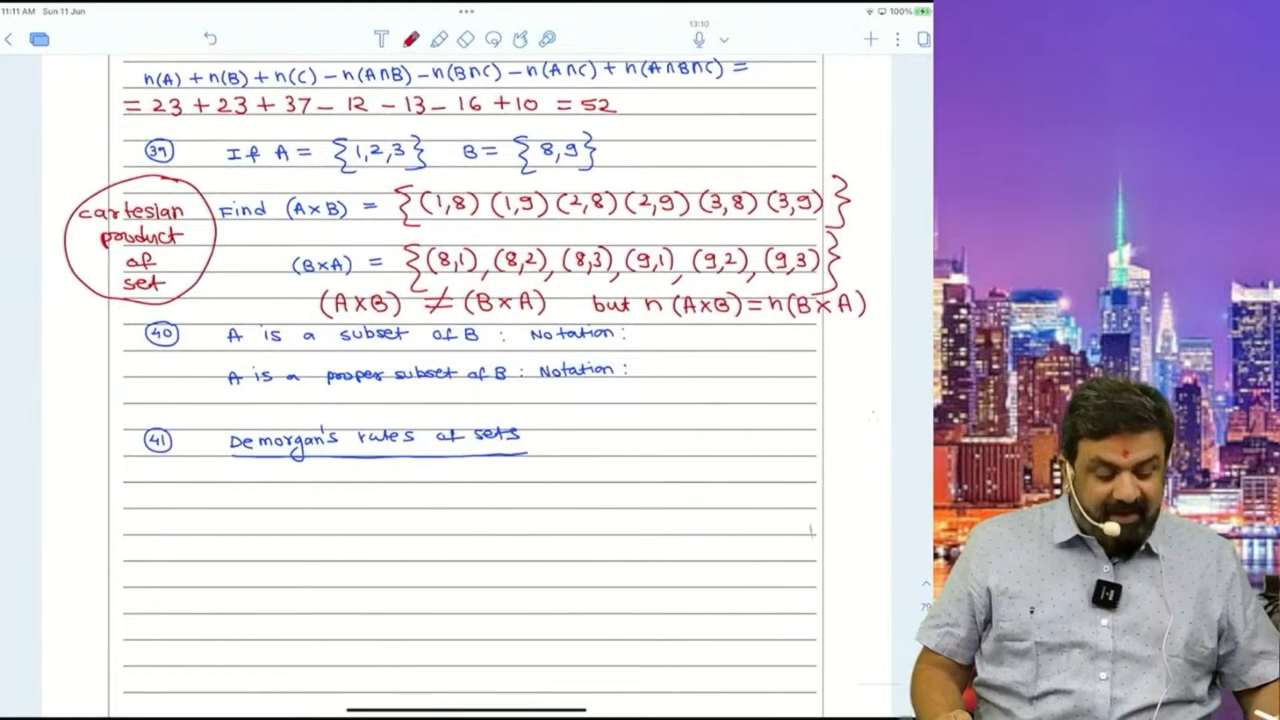 11:11 AM Sun 11 Jun
100%
13:10
n(A) + n(B) + n(C) – n(A∩B) – n(B∩C) – n(A∩C) + n(A∩B∩C) =
= 23 + 23 + 37 – 12 – 13 – 16 + 10 = 52
39 If A = {1,2,3} B = {8,9}
cartesian product of set
Find (A×B) = {(1,8) (1,9) (2,8) (2,9) (3,8) (3,9)}
(B×A) = {(8,1), (8,2), (8,3), (9,1), (9,2), (9,3)}
(A×B) ≠ (B×A) but n(A×B) = n(B×A)
40 A is a subset of B : Notation :
A is a proper subset of B : Notation :
41 De morgan's rules of sets